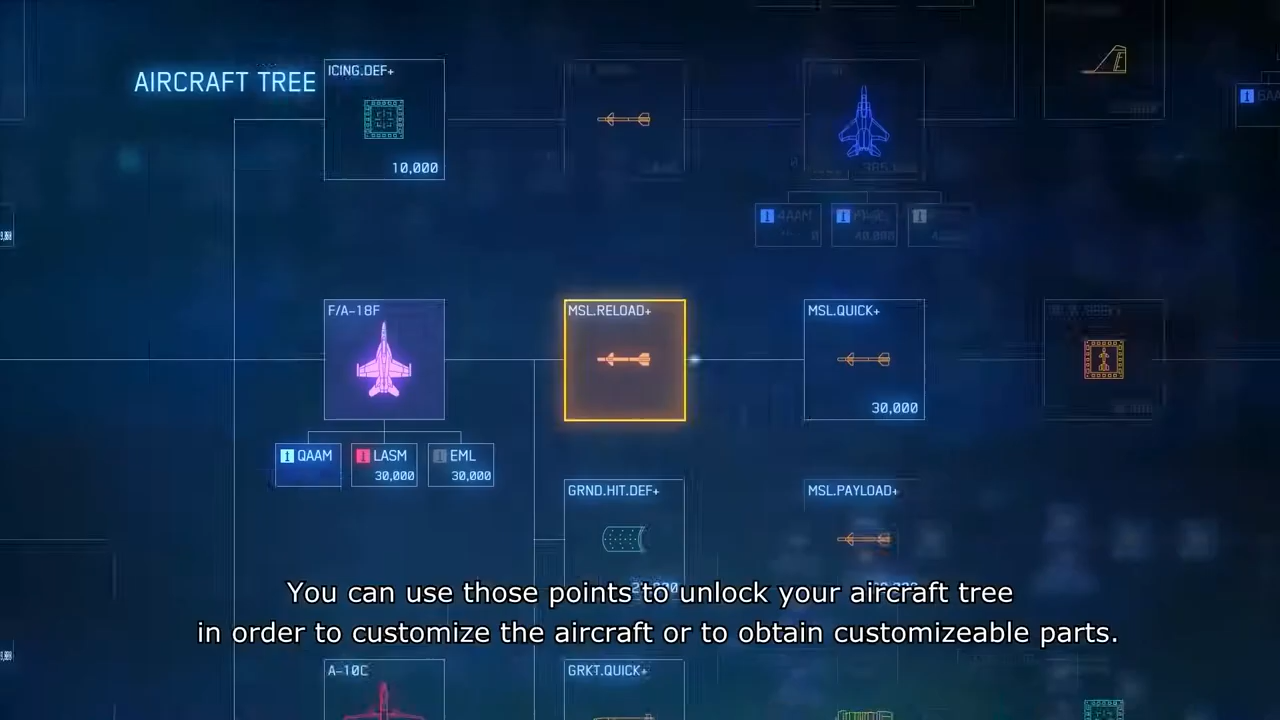 AIRCRAFT TREE
ICING.DEF+
10,000
F/A-18F
MSL.RELOAD+
MSL.QUICK+
30,000
QAAM
LASM
30,000
EML
30,000
GRND.HIT.DEF+
MSL.PAYLOAD+
You can use those points to unlock your aircraft tree
in order to customize the aircraft or to obtain customizeable parts.
A-10C
GRKT.QUICK+